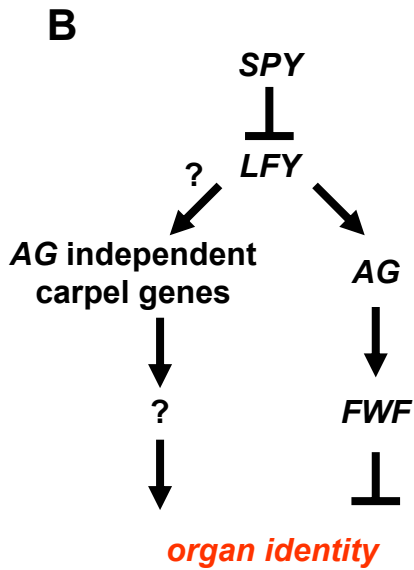 B
SPY
LFY
?
AG independent
carpel genes
AG
?
FWF
organ identity